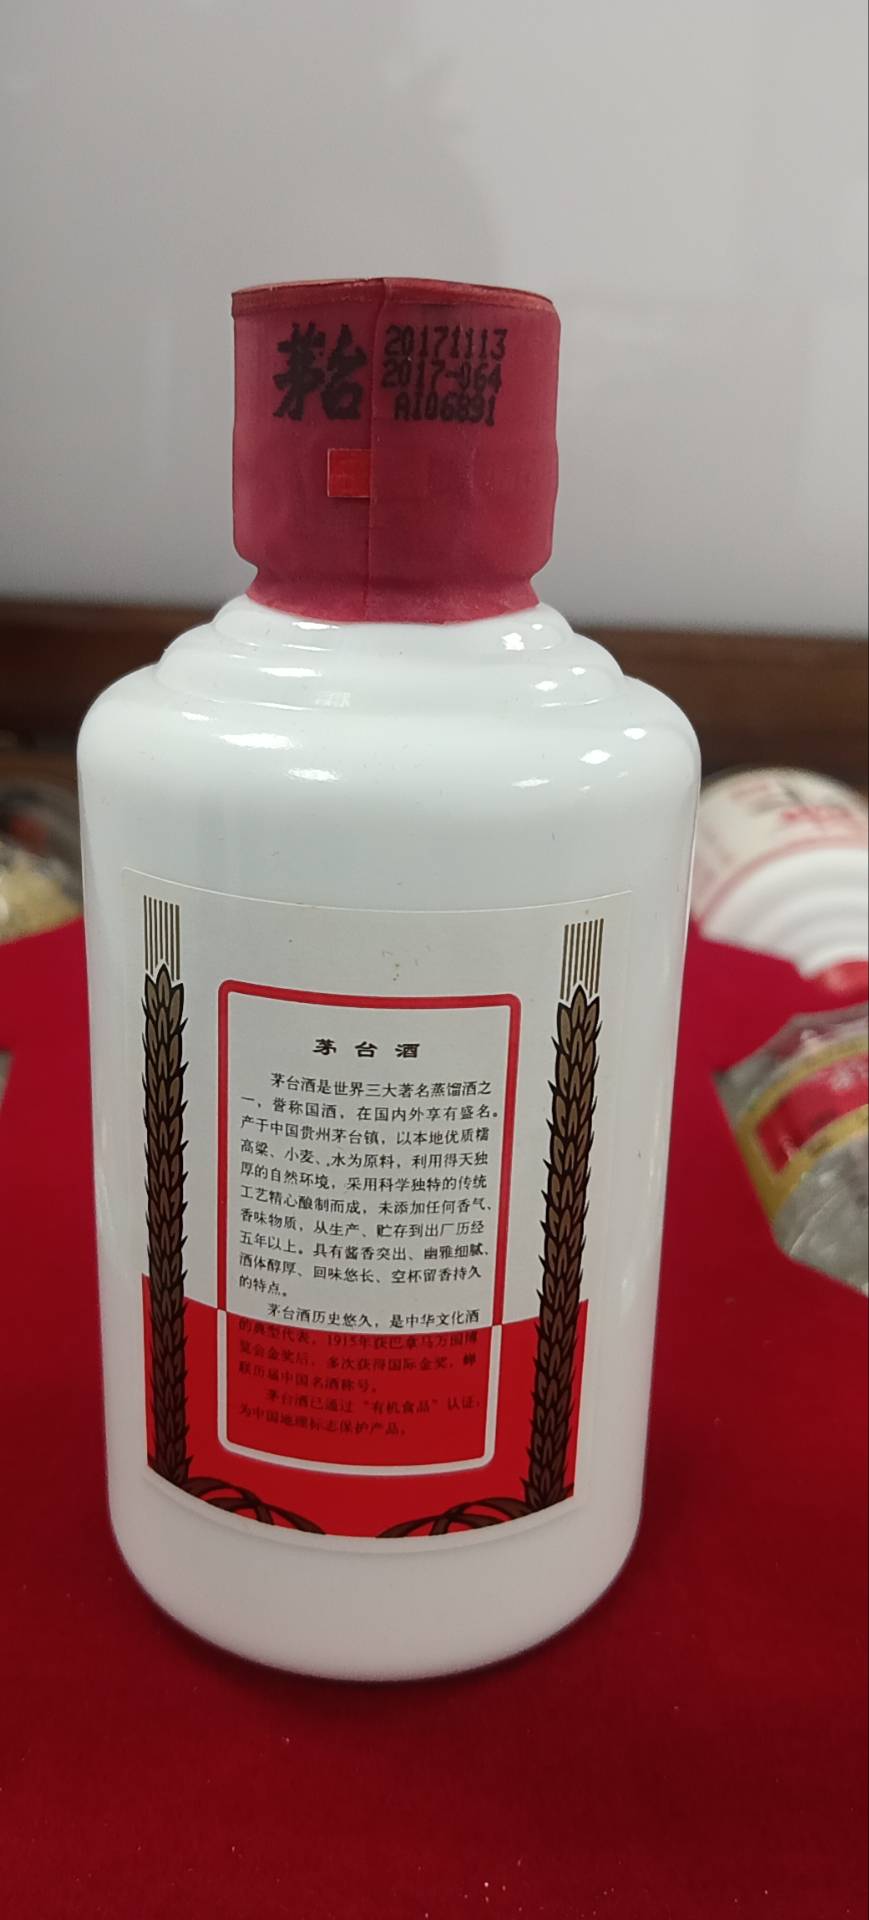 茅台
20171113
2017-064
A106891
茅台酒
茅台酒是世界三大著名蒸馏酒之
一，誉称国酒，在国内外享有盛名。
产于中国贵州茅台镇，以本地优质糯
高粱、小麦、水为原料，利用得天独
厚的自然环境，采用科学独特的传统
工艺精心酿制而成，未添加任何香气、
香味物质，从生产、贮存到出厂历经
五年以上。具有酱香突出、幽雅细腻、
酒体醇厚、回味悠长、空杯留香持久
的特点。
茅台酒历史悠久，是中华文化酒
的典型代表，1915年获巴拿马万国博
览会金奖后，多次获得国际金奖，蝉
联历届中国名酒称号。
茅台酒已通过“有机食品”认证，
为中国地理标志保护产品。